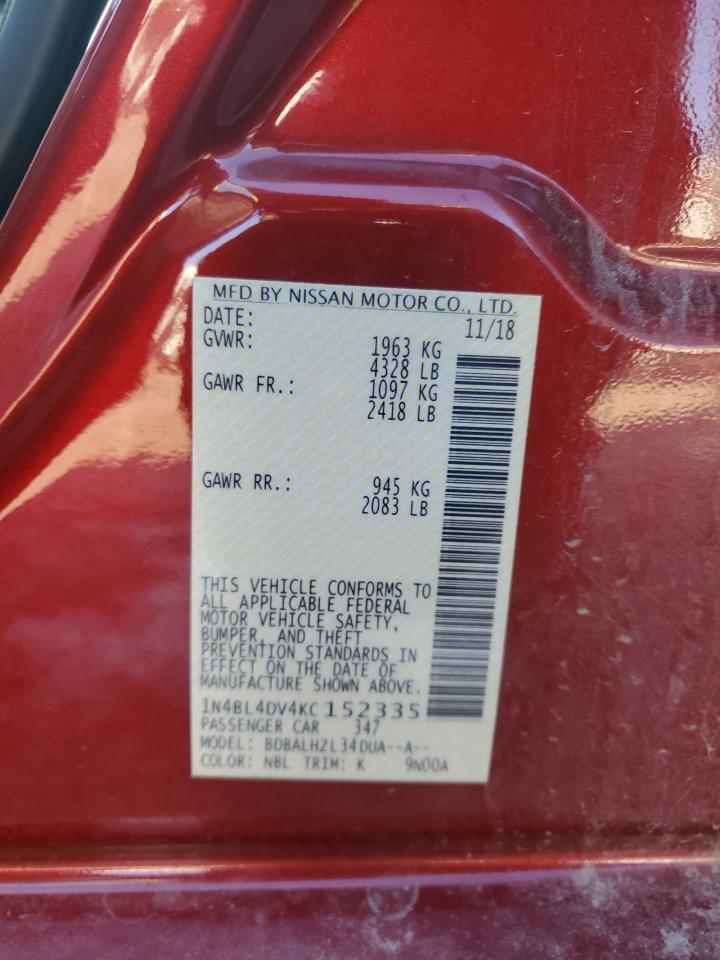 MFD BY NISSAN MOTOR CO., LTD.
DATE: 11/18
GVWR: 1963 KG
4328 LB
GAWR FR.: 1097 KG
2418 LB
GAWR RR.: 945 KG
2083 LB
THIS VEHICLE CONFORMS TO
ALL APPLICABLE FEDERAL
MOTOR VEHICLE SAFETY,
BUMPER, AND THEFT
PREVENTION STANDARDS IN
EFFECT ON THE DATE OF
MANUFACTURE SHOWN ABOVE.
1N4BL4DV4KC152335
PASSENGER CAR 347
MODEL: BDBALHZL34DUA--A--
COLOR: NBL TRIM: K 9N00A